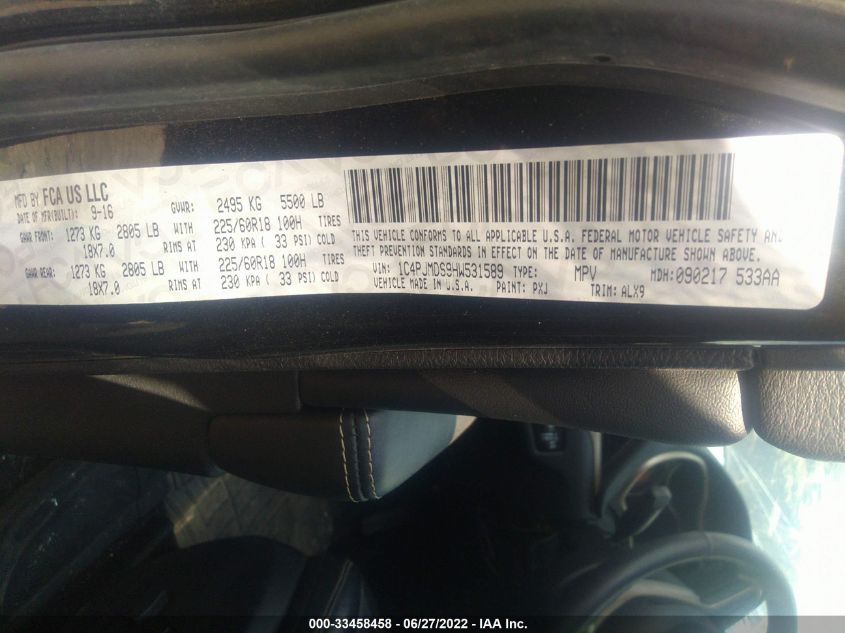 MFD BY FCA US LLC
DATE OF MFR(BUILT): 9-16 GVWR: 2495 KG 5500 LB
GAWR FRONT: 1273 KG 2805 LB WITH 225/60R18 100H TIRES
18X7.0 RIMS AT 230 KPA ( 33 PSI) COLD
GAWR REAR: 1273 KG 2805 LB WITH 225/60R18 100H TIRES
18X7.0 RIMS AT 230 KPA ( 33 PSI) COLD
THIS VEHICLE CONFORMS TO ALL APPLICABLE U.S.A. FEDERAL MOTOR VEHICLE SAFETY AND
THEFT PREVENTION STANDARDS IN EFFECT ON THE DATE OF MANUFACTURE SHOWN ABOVE.
VIN: 1C4PJMDS9HW531589 TYPE: MPV MDH:090217 533AA
VEHICLE MADE IN U.S.A. PAINT: PXJ TRIM: ALX9
000-33458458 - 06/27/2022 - IAA Inc.